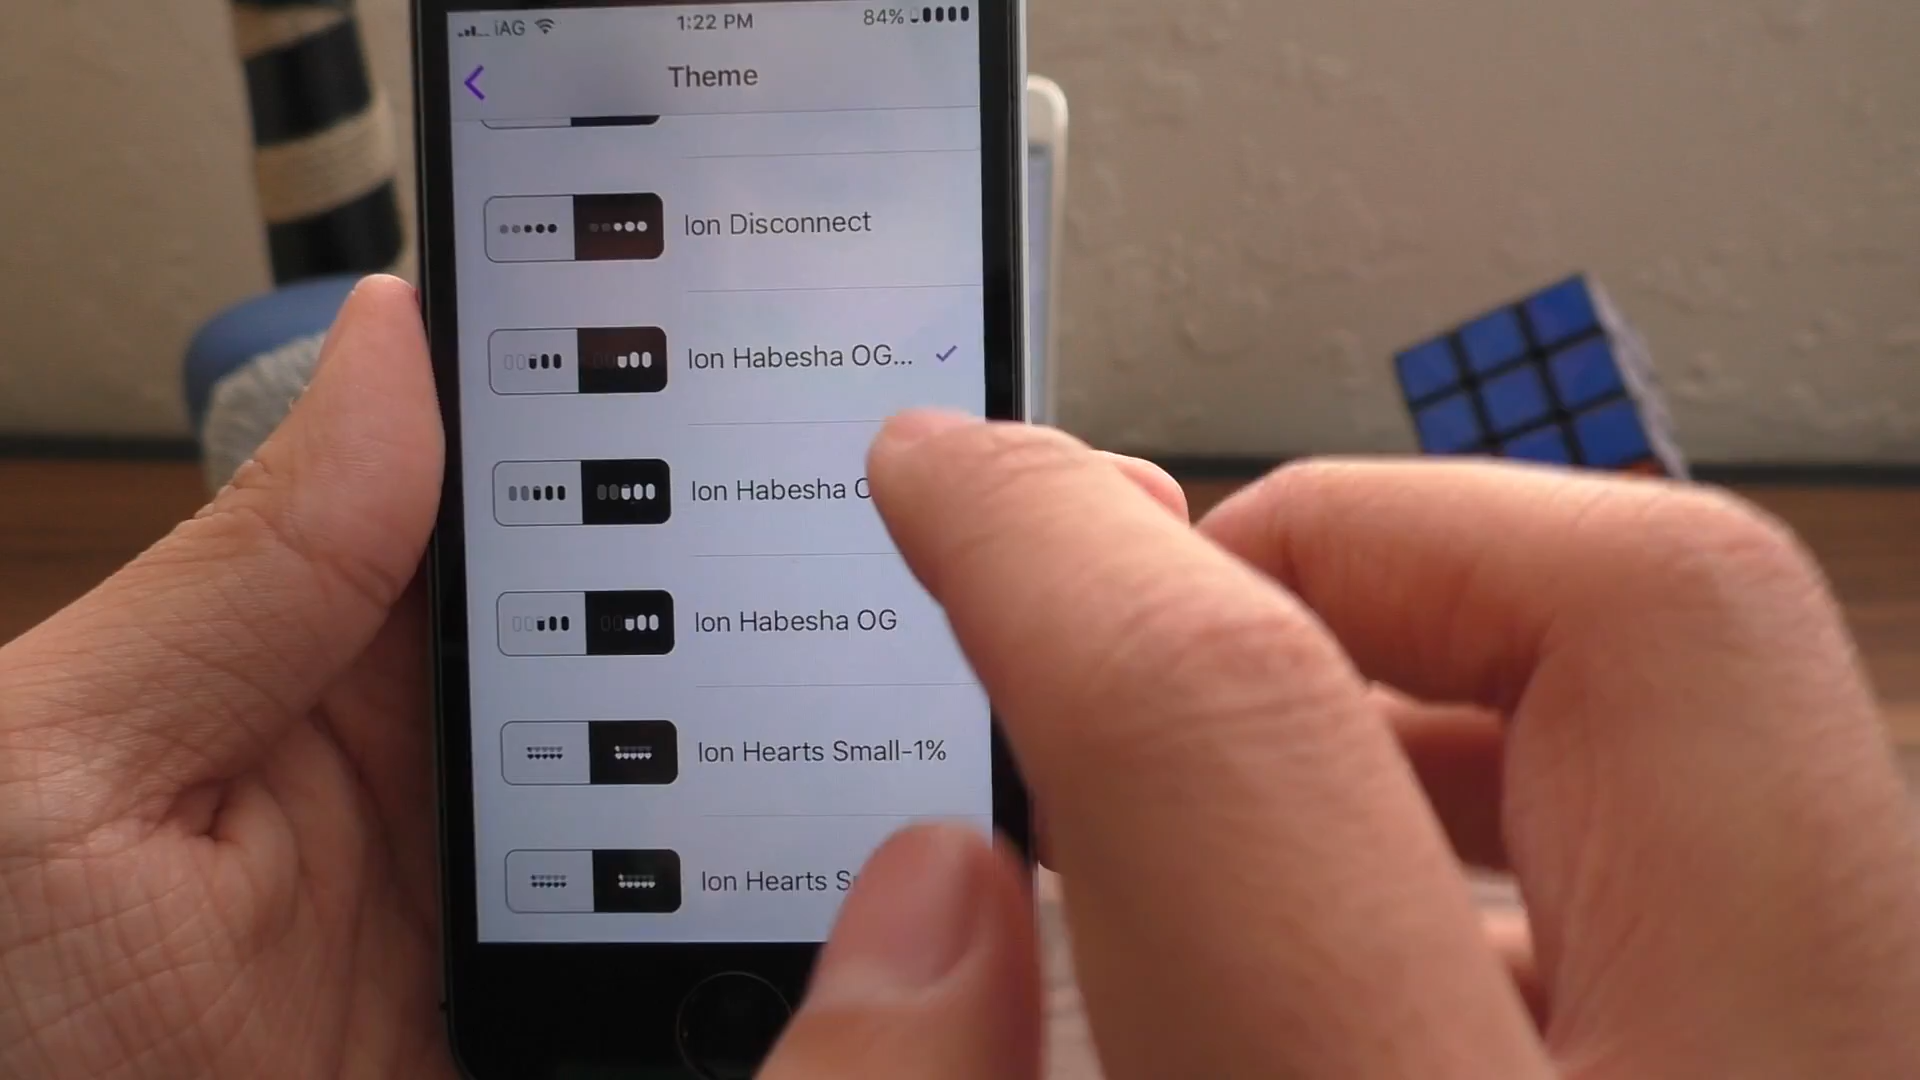 iAG 1:22 PM 84%
Theme
Ion Disconnect
Ion Habesha OG...
Ion Habesha
Ion Habesha OG
Ion Hearts Small-1%
Ion Hearts